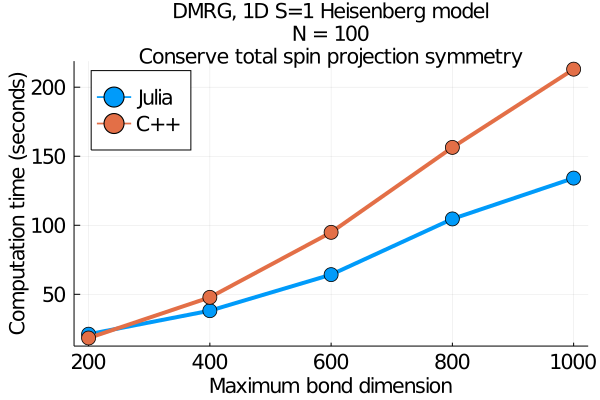 DMRG, 1D S=1 Heisenberg model
N = 100
Conserve total spin projection symmetry
Julia
C++
Computation time (seconds)
200
150
100
50
200 400 600 800 1000
Maximum bond dimension